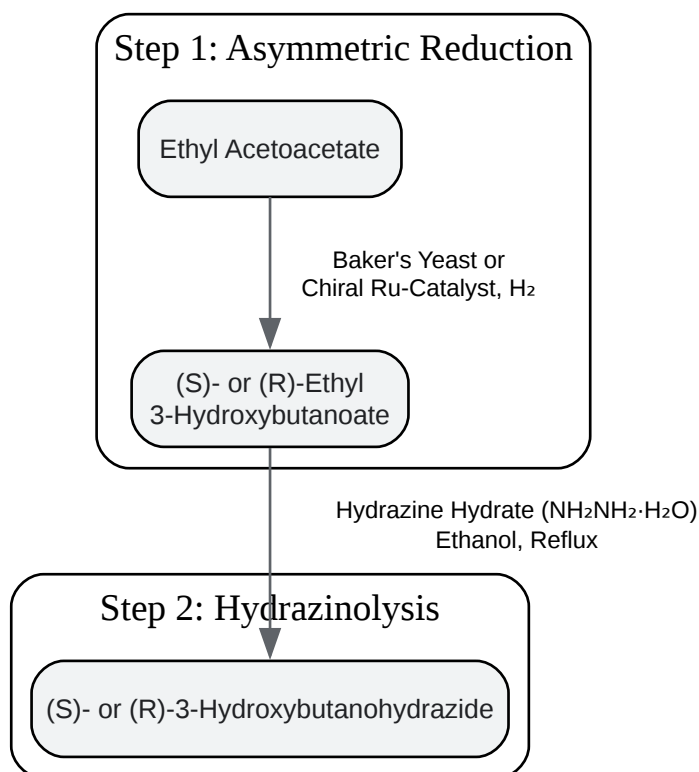 Step 1: Asymmetric Reduction
Ethyl Acetoacetate
Baker's Yeast or
Chiral Ru-Catalyst, H₂
(S)- or (R)-Ethyl
3-Hydroxybutanoate
Hydrazine Hydrate (NH₂NH₂·H₂O)
Ethanol, Reflux
Step 2: Hydrazinolysis
(S)- or (R)-3-Hydroxybutanohydrazide